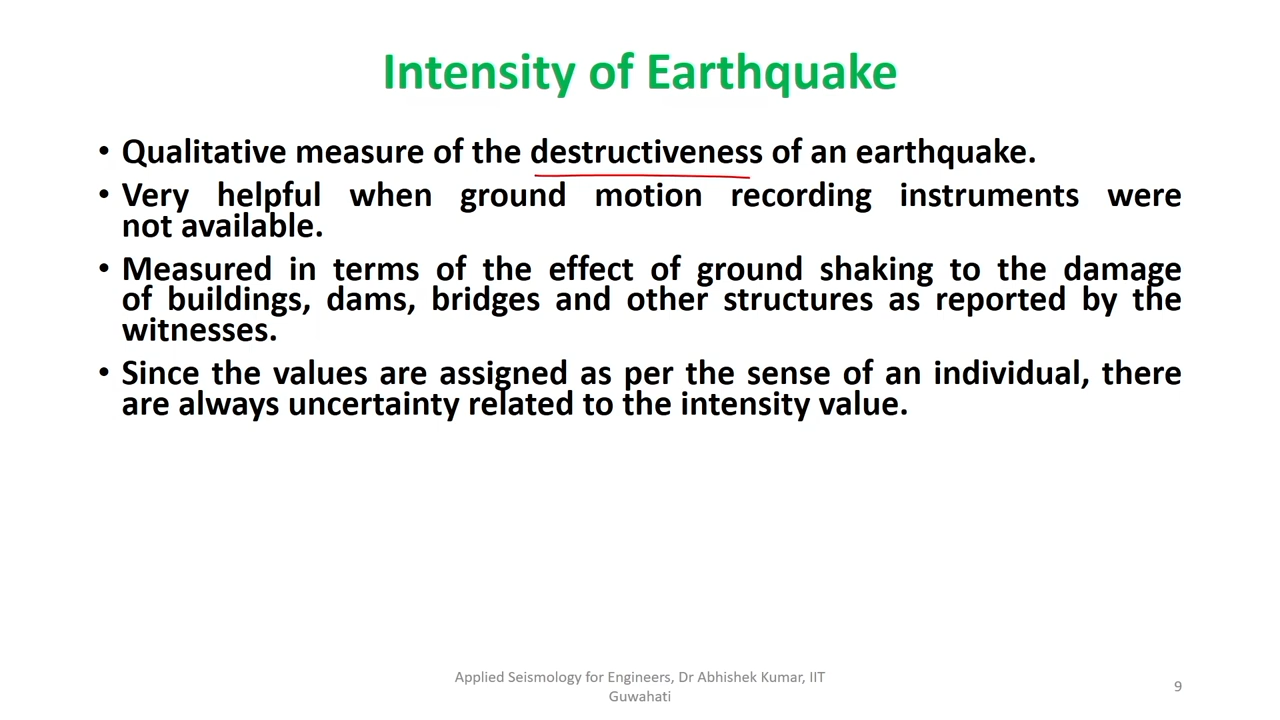 Intensity of Earthquake
• Qualitative measure of the destructiveness of an earthquake.
• Very helpful when ground motion recording instruments were
not available.
• Measured in terms of the effect of ground shaking to the damage
of buildings, dams, bridges and other structures as reported by the
witnesses.
• Since the values are assigned as per the sense of an individual, there
are always uncertainty related to the intensity value.
Applied Seismology for Engineers, Dr Abhishek Kumar, IIT
Guwahati
9